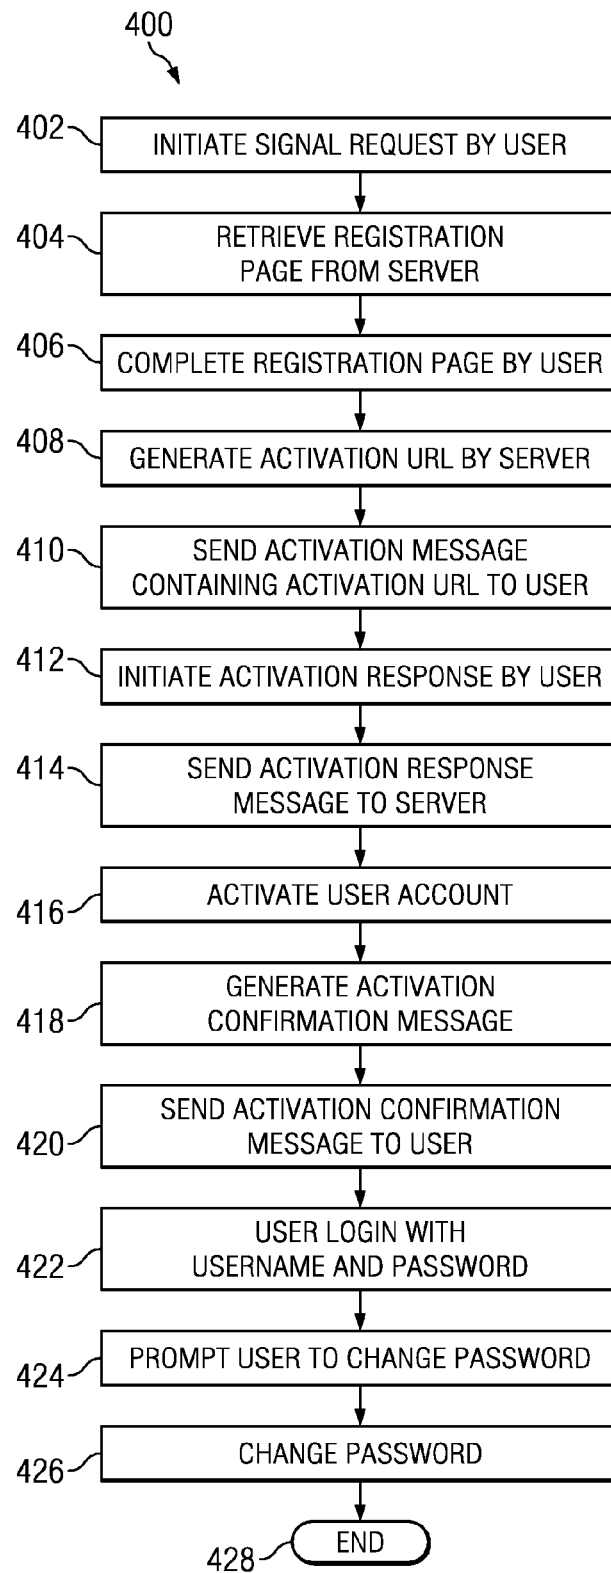 400
402
INITIATE SIGNAL REQUEST BY USER
404
RETRIEVE REGISTRATION
PAGE FROM SERVER
406
COMPLETE REGISTRATION PAGE BY USER
408
GENERATE ACTIVATION URL BY SERVER
410
SEND ACTIVATION MESSAGE
CONTAINING ACTIVATION URL TO USER
412
INITIATE ACTIVATION RESPONSE BY USER
414
SEND ACTIVATION RESPONSE
MESSAGE TO SERVER
416
ACTIVATE USER ACCOUNT
418
GENERATE ACTIVATION
CONFIRMATION MESSAGE
420
SEND ACTIVATION CONFIRMATION
MESSAGE TO USER
422
USER LOGIN WITH
USERNAME AND PASSWORD
424
PROMPT USER TO CHANGE PASSWORD
426
CHANGE PASSWORD
428
END